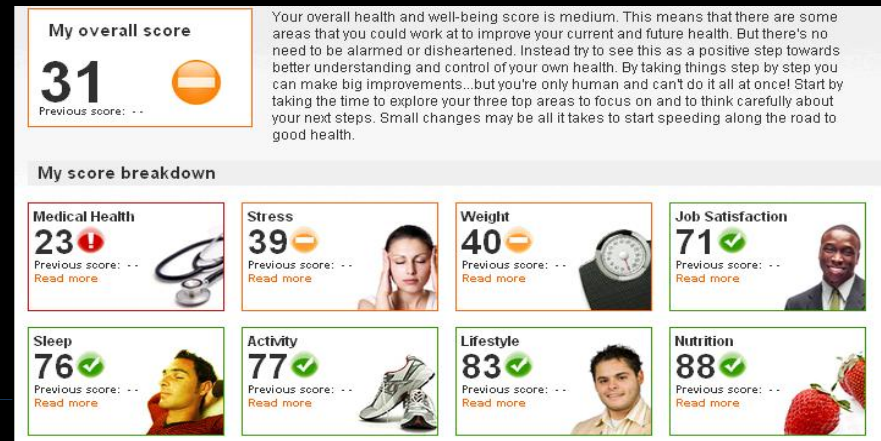 My overall score
31
Previous score: --
Your overall health and well-being score is medium. This means that there are some
areas that you could work at to improve your current and future health. But there's no
need to be alarmed or disheartened. Instead try to see this as a positive step towards
better understanding and control of your own health. By taking things step by step you
can make big improvements...but you're only human and can't do it all at once! Start by
taking the time to explore your three top areas to focus on and to think carefully about
your next steps. Small changes may be all it takes to start speeding along the road to
good health.
My score breakdown
Medical Health
23
Previous score: --
Read more
Stress
39
Previous score: --
Read more
Weight
40
Previous score: --
Read more
Job Satisfaction
71
Previous score: --
Read more
Sleep
76
Previous score: --
Read more
Activity
77
Previous score: --
Read more
Lifestyle
83
Previous score: --
Read more
Nutrition
88
Previous score: --
Read more